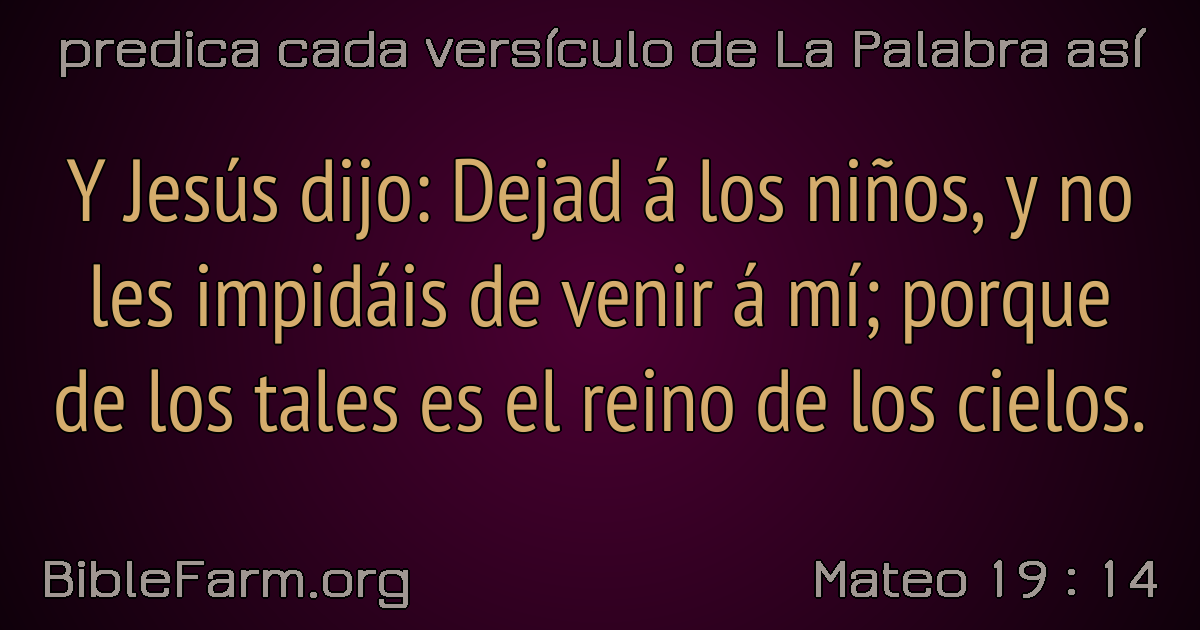 predica cada versículo de La Palabra así
Y Jesús dijo: Dejad á los niños, y no
les impidáis de venir á mí; porque
de los tales es el reino de los cielos.
BibleFarm.org
Mateo 19 : 14